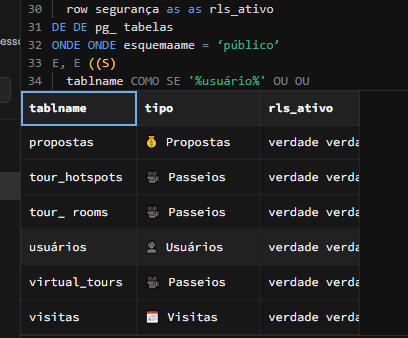 esso
30 row segurança as as rls_ativo
31 DE DE pg_ tabelas
32 ONDE ONDE esquemaame = ‘público’
33 E, E ((S)
34 tablname COMO SE '%usuário%' OU OU
tablname tipo rls_ativo
propostas 💰 Propostas verdade verda
tour_hotspots 🎥 Passeios verdade verda
tour_ rooms 🎥 Passeios verdade verda
usuários 👤 Usuários verdade verda
virtual_tours 🎥 Passeios verdade verda
visitas 📅 Visitas verdade verda